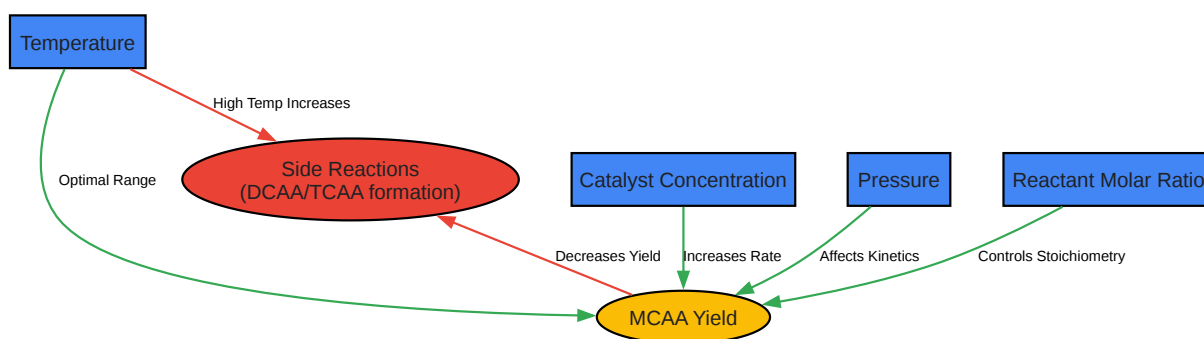 Temperature
High Temp Increases
Side Reactions
(DCAA/TCAA formation)
Optimal Range
Catalyst Concentration
Pressure
Reactant Molar Ratio
Decreases Yield
Increases Rate
Affects Kinetics
Controls Stoichiometry
MCAA Yield